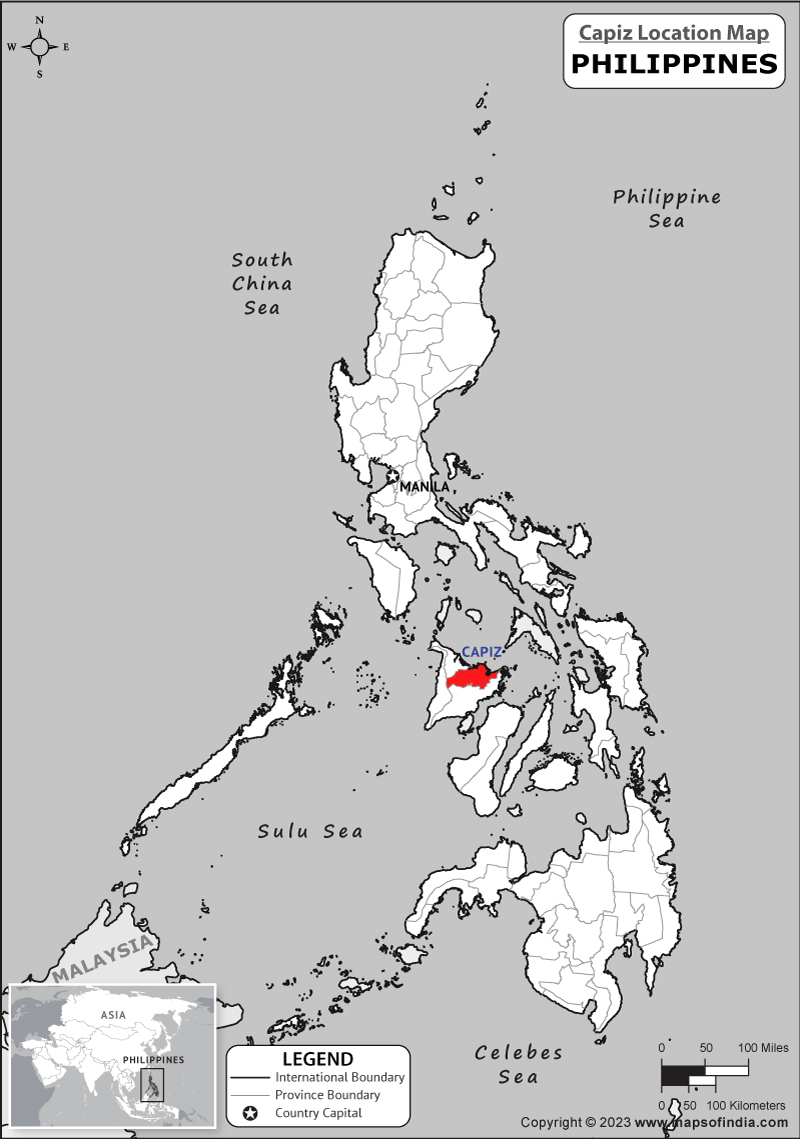 N
W E
S
Capiz Location Map
PHILIPPINES
Philippine
Sea
South
China
Sea
MANILA
CAPIZ
Sulu Sea
MALAYSIA
ASIA
PHILIPPINES
LEGEND
International Boundary
Province Boundary
Country Capital
Celebes
Sea
0 50 100 Miles
0 50 100 Kilometers
Copyright © 2023 www.mapsofindia.com